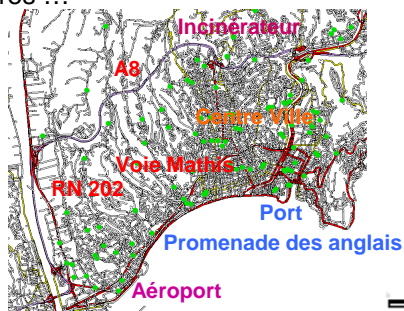 Incinérateur
A8
Centre Ville
Voie Mathis
RN 202
Port
Promenade des anglais
Aéroport